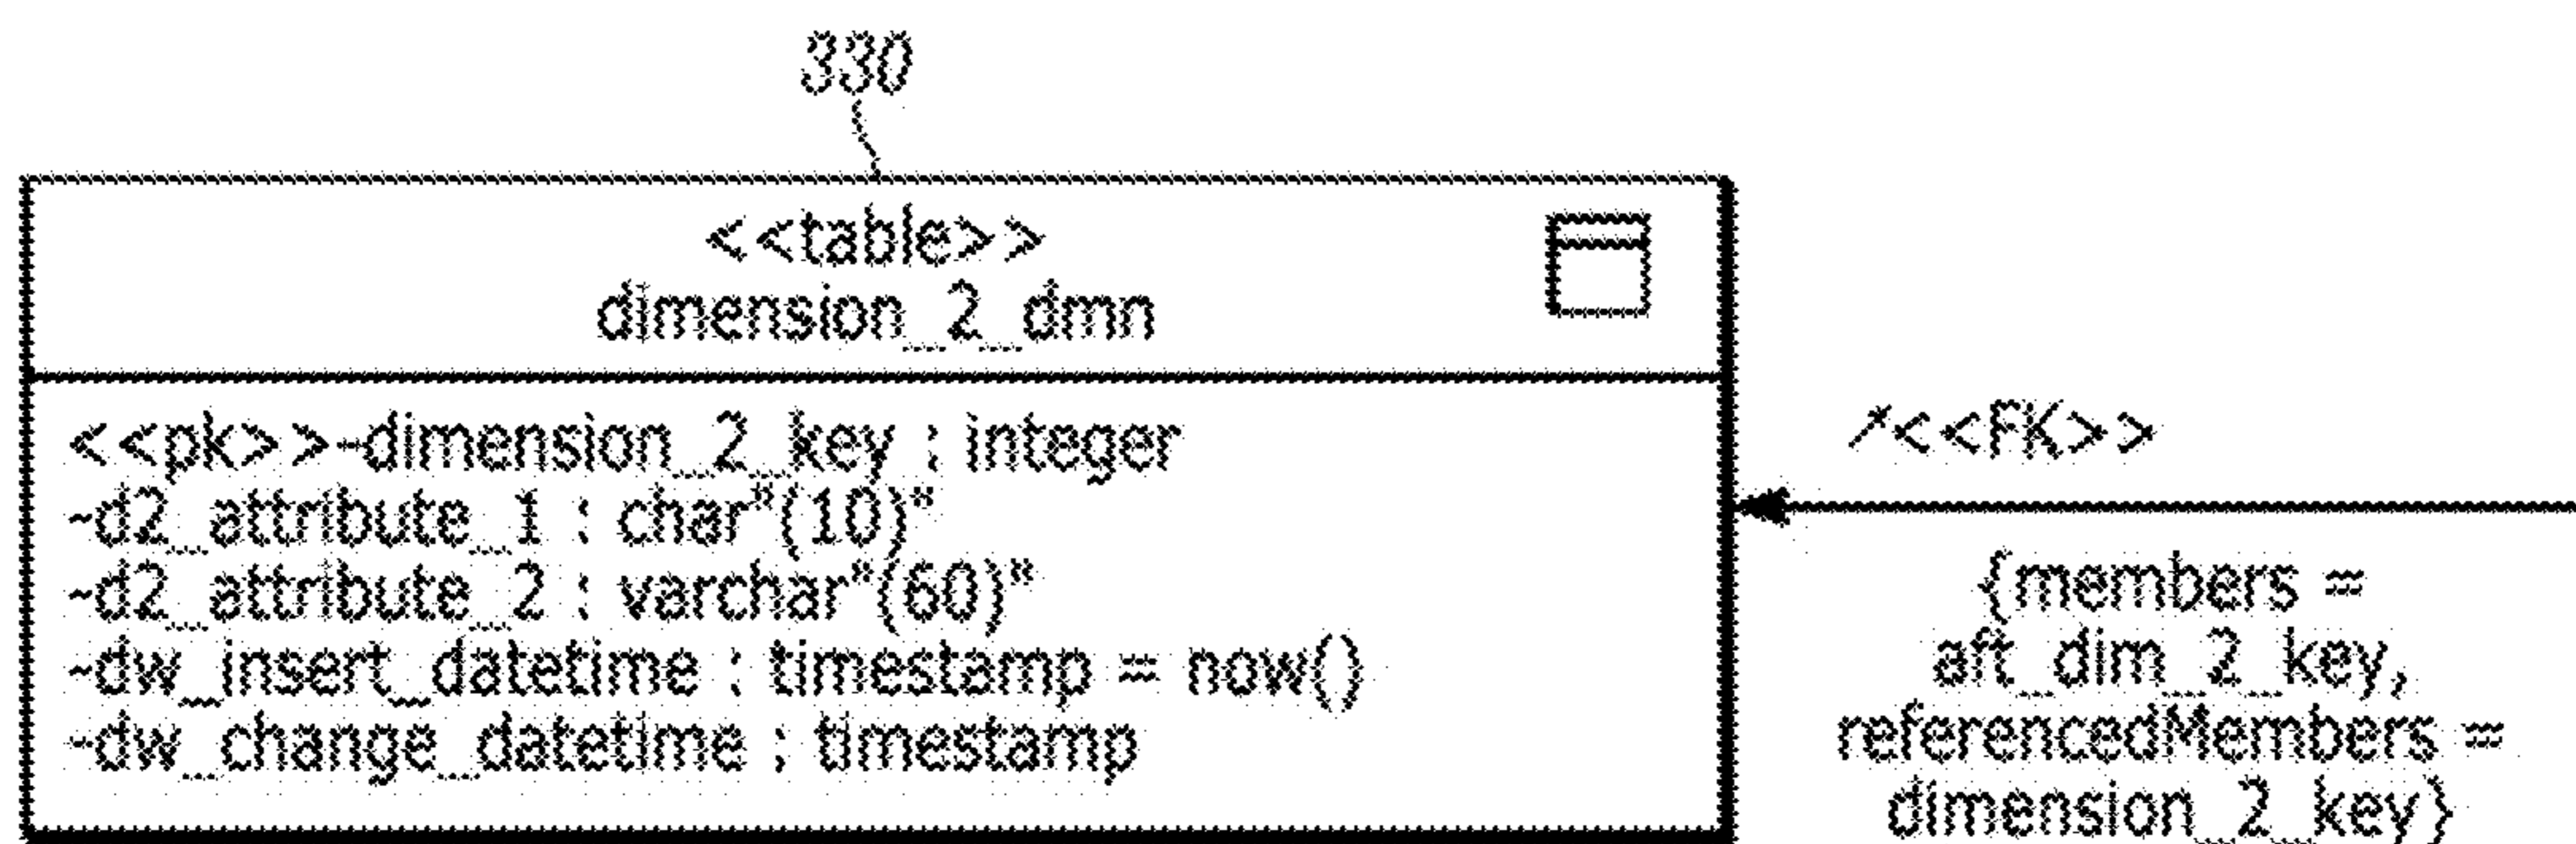 330
<<table>>
dimension_2_dmn
<<pk>>-dimension_2_key : integer
-d2_attribute_1 : char"(10)"
-d2_attribute_2 : varchar"(60)"
-dw_insert_datetime : timestamp = now()
-dw_change_datetime : timestamp
/<<FK>>
{members =
aft_dim_2_key,
referencedMembers =
dimension_2_key}